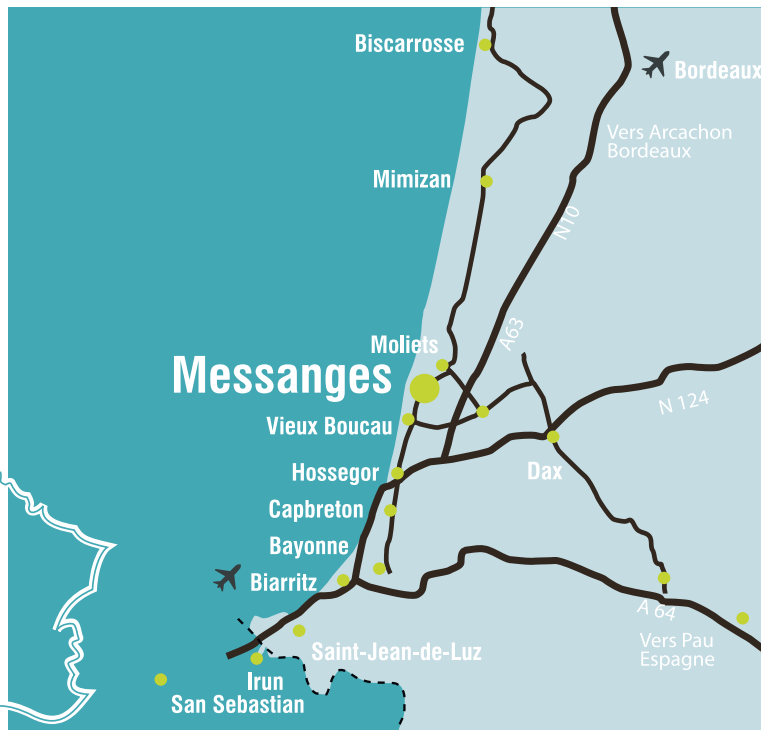 Biscarrosse
Bordeaux
Vers Arcachon
Bordeaux
Mimizan
N10
A63
Moliets
Messanges
N 124
Vieux Boucau
Hossegor
Dax
Capbreton
Bayonne
Biarritz
A 64
Vers Pau
Espagne
Saint-Jean-de-Luz
Irun
San Sebastian